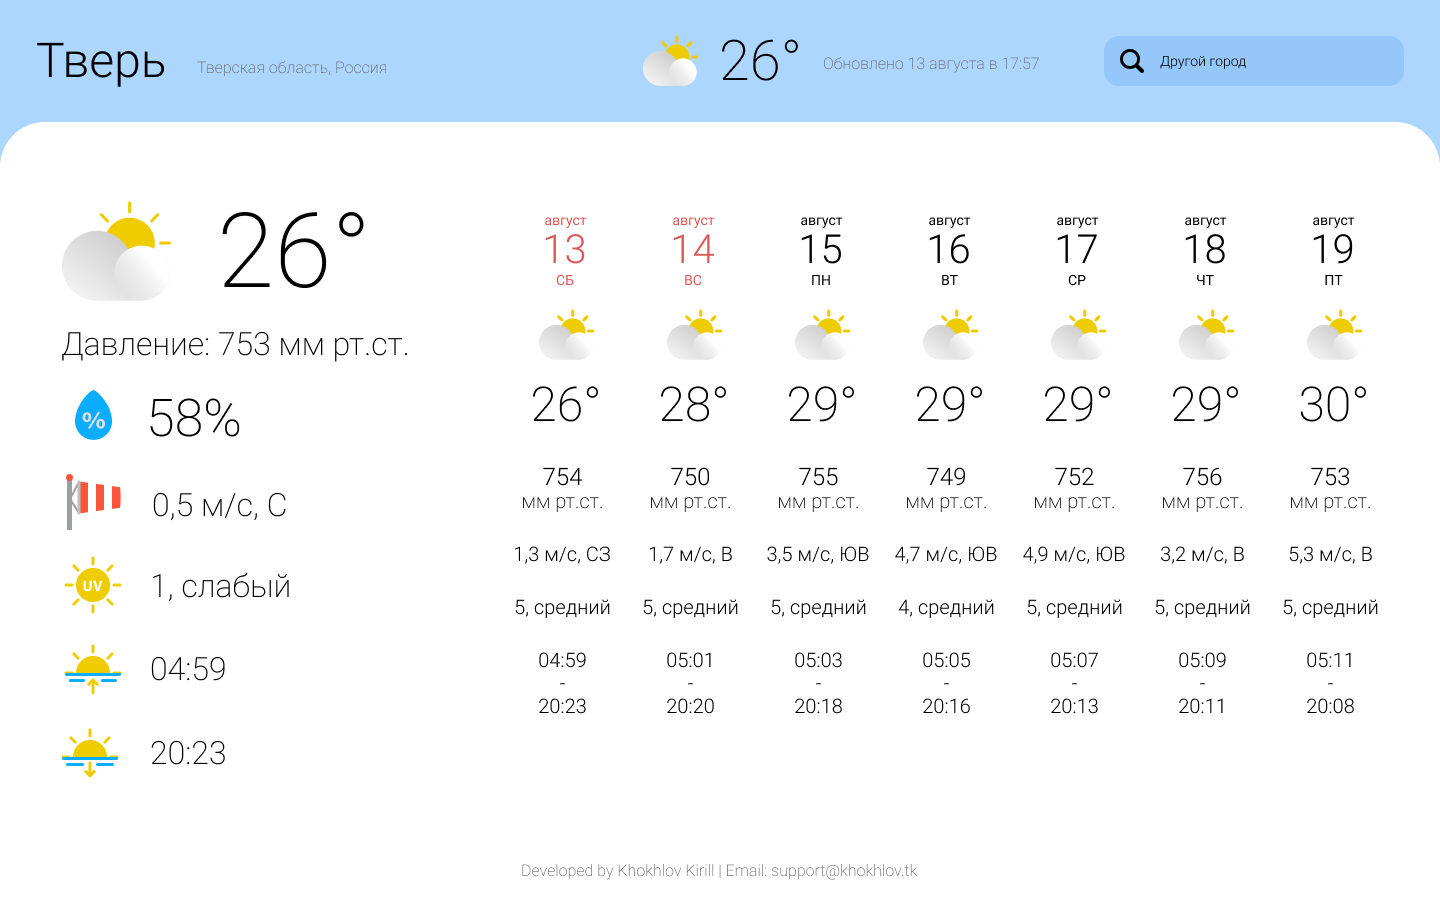 Тверь
Тверская область, Россия
26°
Обновлено 13 августа в 17:57
Другой город
26°
Давление: 753 мм рт.ст.
%
58%
0,5 м/с, С
UV
1, слабый
04:59
20:23
август август август август август август август
13 14 15 16 17 18 19
СБ ВС ПН ВТ СР ЧТ ПТ
26° 28° 29° 29° 29° 29° 30°
754 750 755 749 752 756 753
мм рт.ст. мм рт.ст. мм рт.ст. мм рт.ст. мм рт.ст. мм рт.ст. мм рт.ст.
1,3 м/с, СЗ 1,7 м/с, В 3,5 м/с, ЮВ 4,7 м/с, ЮВ 4,9 м/с, ЮВ 3,2 м/с, В 5,3 м/с, В
5, средний 5, средний 5, средний 4, средний 5, средний 5, средний 5, средний
04:59 05:01 05:03 05:05 05:07 05:09 05:11
- - - - - - -
20:23 20:20 20:18 20:16 20:13 20:11 20:08
Developed by Khokhlov Kirill | Email: support@khokhlov.tk